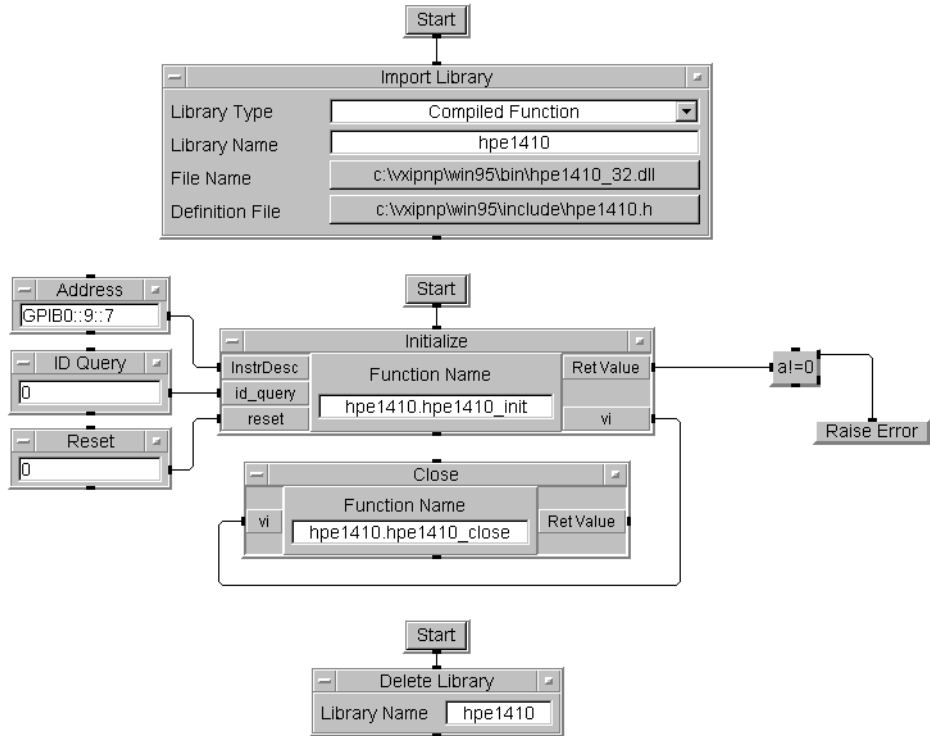 Start
Import Library
Library Type Compiled Function
Library Name hpe1410
File Name c:\vxipnp\win95\bin\hpe1410_32.dll
Definition File c:\vxipnp\win95\include\hpe1410.h
Address
GPIB0::9::7
ID Query
0
Reset
0
Start
Initialize
InstrDesc
id_query
reset
Function Name
hpe1410.hpe1410_init
Ret Value
vi
a!=0
Raise Error
Close
vi
Function Name
hpe1410.hpe1410_close
Ret Value
Start
Delete Library
Library Name hpe1410